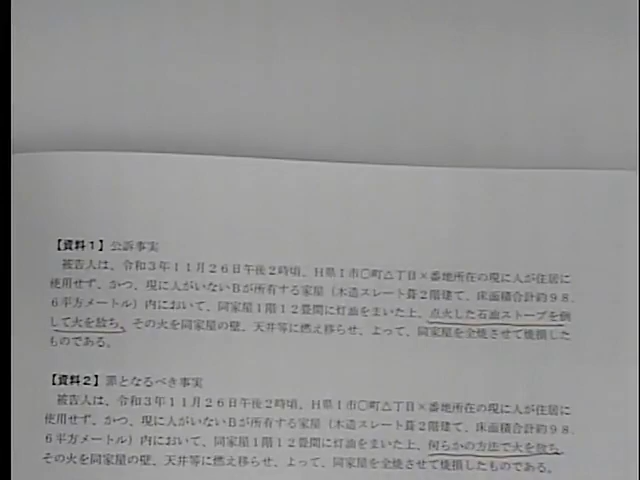 【資料1】公訴事実
被告人は、令和3年11月26日午後2時頃、H県I市〇町△丁目×番地所在の現に人が住居に
使用せず、かつ、現に人がいないBが所有する家屋（木造スレート葺2階建て、床面積合計約98.
6平方メートル）内において、同家屋1階12畳間に灯油をまいた上、点火した石油ストーブを倒
して火を放ち、その火を同家屋の壁、天井等に燃え移らせ、よって、同家屋を全焼させて焼損した
ものである。
【資料2】罪となるべき事実
被告人は、令和3年11月26日午後2時頃、H県I市〇町△丁目×番地所在の現に人が住居に
使用せず、かつ、現に人がいないBが所有する家屋（木造スレート葺2階建て、床面積合計約98.
6平方メートル）内において、同家屋1階12畳間に灯油をまいた上、何らかの方法で火を放ち、
その火を同家屋の壁、天井等に燃え移らせ、よって、同家屋を全焼させて焼損したものである。